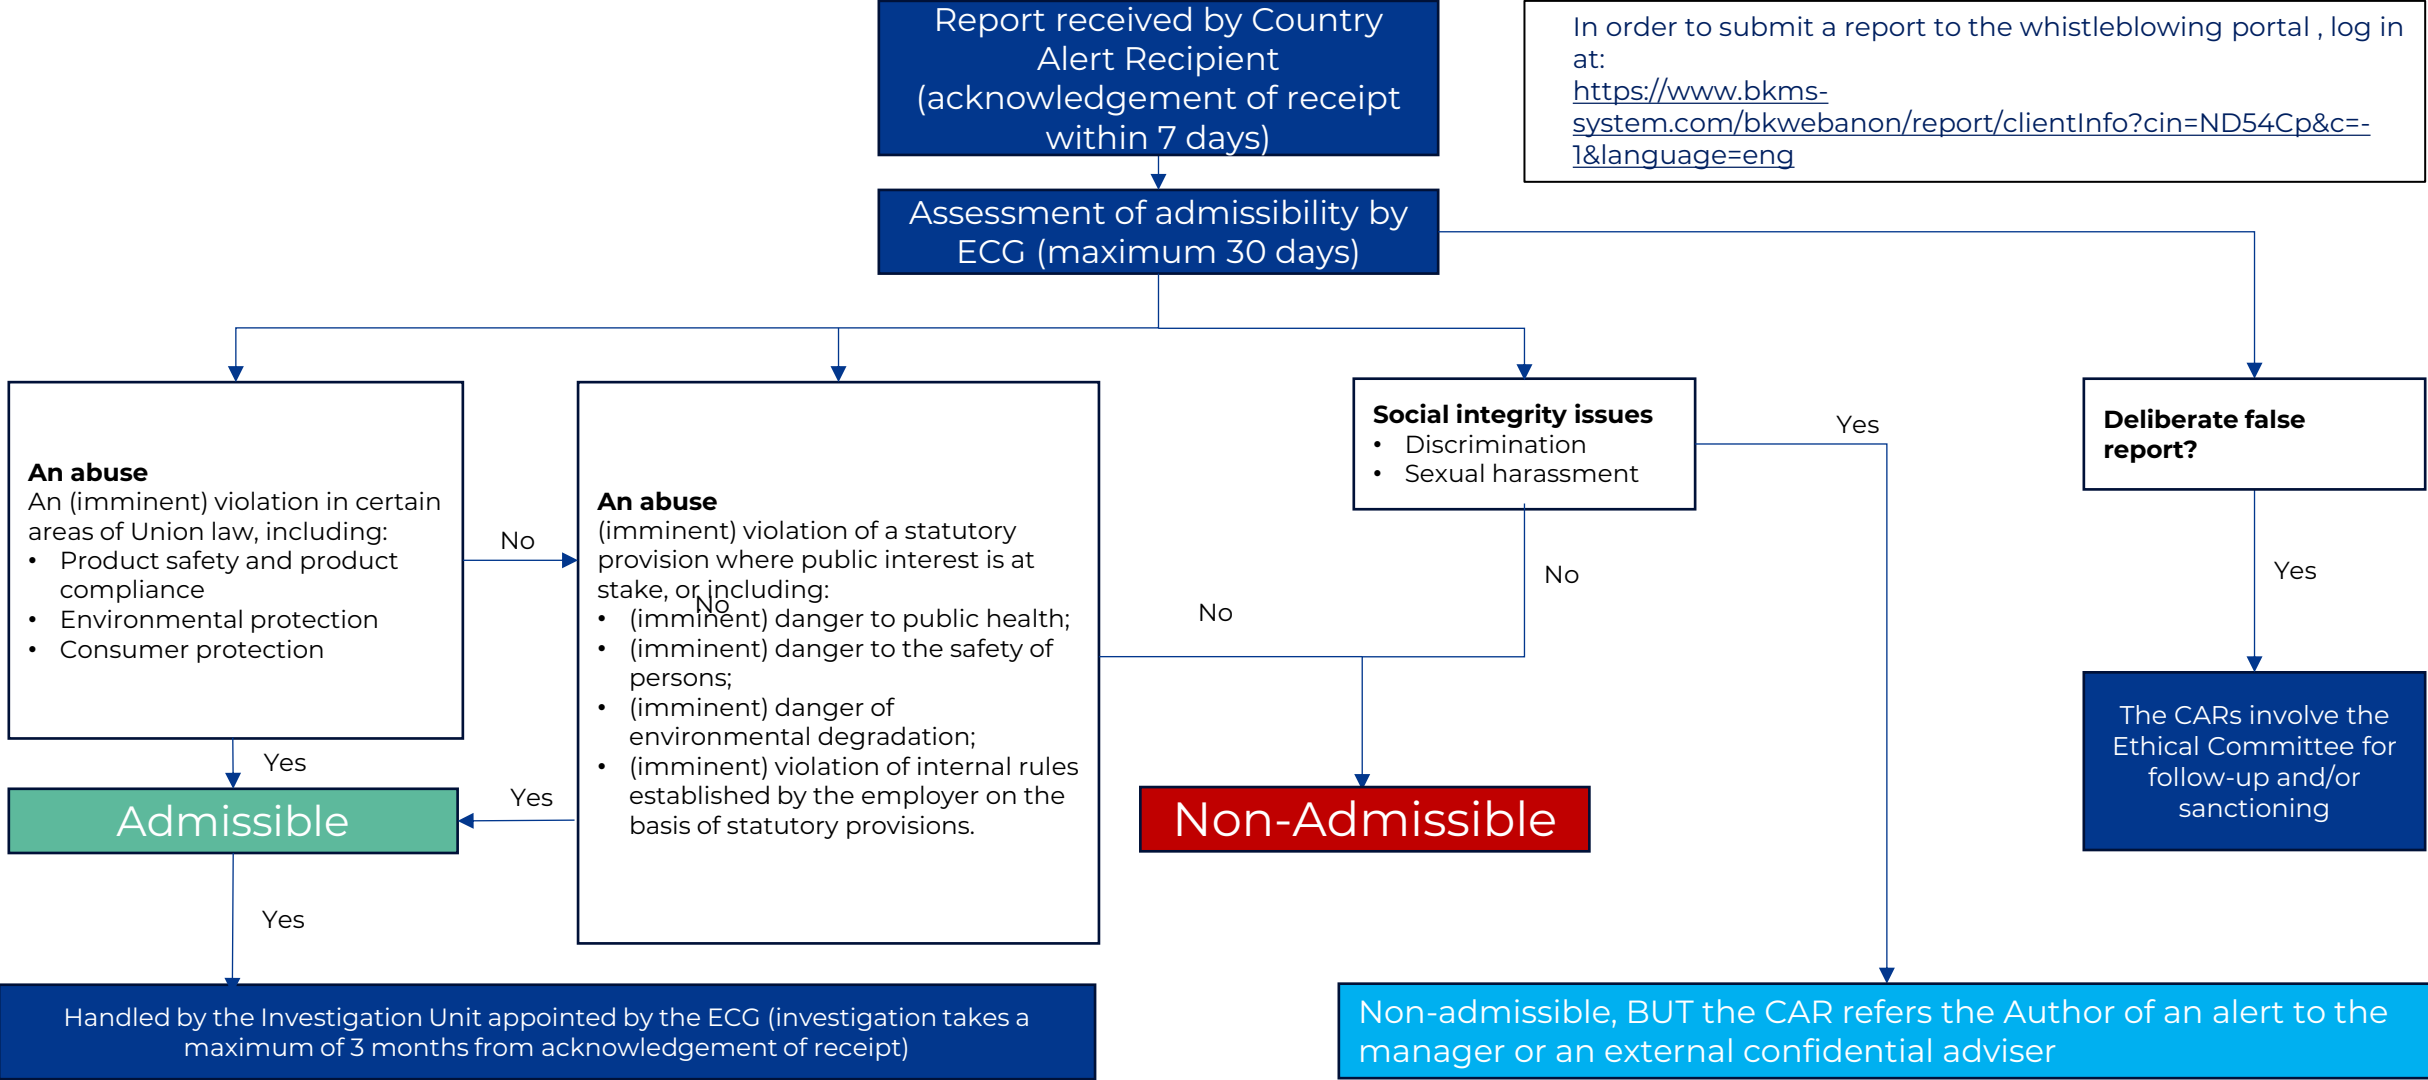 Report received by Country
Alert Recipient
(acknowledgement of receipt
within 7 days)
In order to submit a report to the whistleblowing portal , log in
at:
https://www.bkms-
system.com/bkwebanon/report/clientInfo?cin=ND54Cp&c=-
1&language=eng
Assessment of admissibility by
ECG (maximum 30 days)
An abuse
An (imminent) violation in certain
areas of Union law, including:
• Product safety and product
compliance
• Environmental protection
• Consumer protection
No
An abuse
(imminent) violation of a statutory
provision where public interest is at
stake, or including:
No
• (imminent) danger to public health;
• (imminent) danger to the safety of
persons;
• (imminent) danger of
environmental degradation;
• (imminent) violation of internal rules
established by the employer on the
basis of statutory provisions.
Social integrity issues
• Discrimination
• Sexual harassment
Yes
No
No
Deliberate false
report?
Yes
The CARs involve the
Ethical Committee for
follow-up and/or
sanctioning
Yes
Admissible
Yes
Non-Admissible
Yes
Handled by the Investigation Unit appointed by the ECG (investigation takes a
maximum of 3 months from acknowledgement of receipt)
Non-admissible, BUT the CAR refers the Author of an alert to the
manager or an external confidential adviser